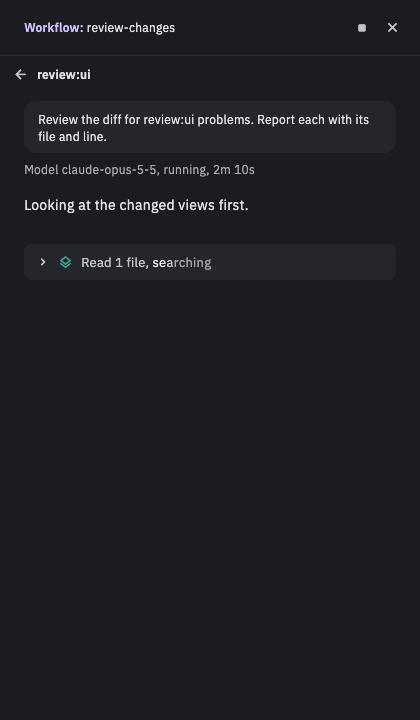 Workflow: review-changes
review:ui
Review the diff for review:ui problems. Report each with its
file and line.
Model claude-opus-5-5, running, 2m 10s
Looking at the changed views first.
Read 1 file, searching